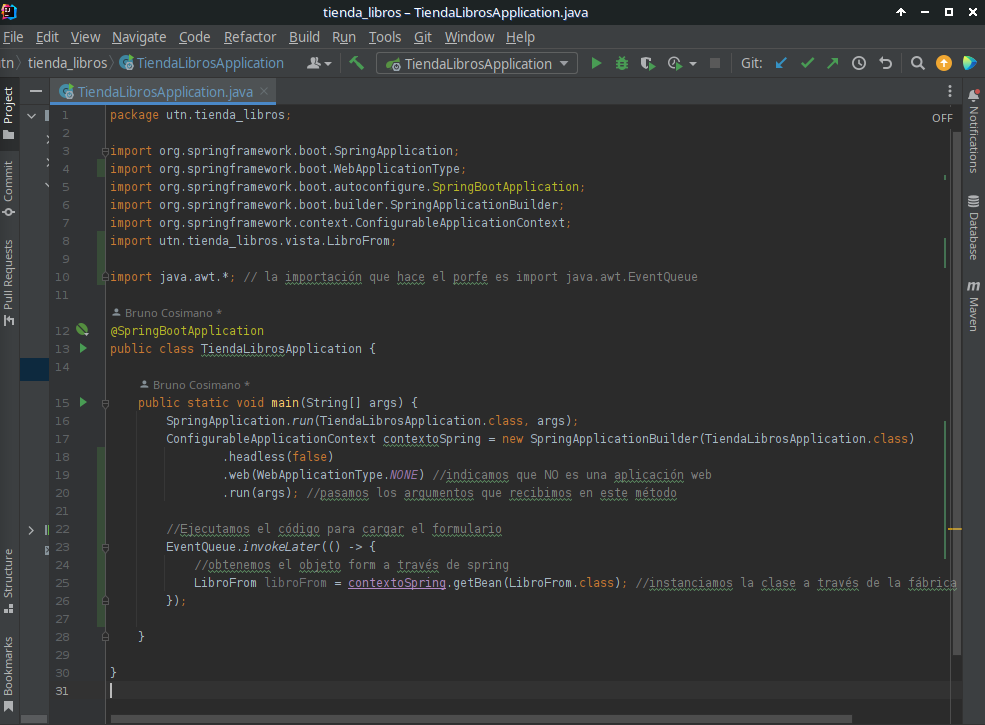 tienda_libros – TiendaLibrosApplication.java
File Edit View Navigate Code Refactor Build Run Tools Git Window Help
tn tienda_libros TiendaLibrosApplication TiendaLibrosApplication Git:
TiendaLibrosApplication.java
OFF
Project
Commit
Pull Requests
Structure
Bookmarks
Notifications
Database
m Maven
1 package utn.tienda_libros;
2
3 import org.springframework.boot.SpringApplication;
4 import org.springframework.boot.WebApplicationType;
5 import org.springframework.boot.autoconfigure.SpringBootApplication;
6 import org.springframework.boot.builder.SpringApplicationBuilder;
7 import org.springframework.context.ConfigurableApplicationContext;
8 import utn.tienda_libros.vista.LibroFrom;
9
10 import java.awt.*; // la importación que hace el porfe es import java.awt.EventQueue
11
Bruno Cosimano *
12 @SpringBootApplication
13 public class TiendaLibrosApplication {
14
Bruno Cosimano *
15 public static void main(String[] args) {
16 SpringApplication.run(TiendaLibrosApplication.class, args);
17 ConfigurableApplicationContext contextoSpring = new SpringApplicationBuilder(TiendaLibrosApplication.class)
18 .headless(false)
19 .web(WebApplicationType.NONE) //indicamos que NO es una aplicación web
20 .run(args); //pasamos los argumentos que recibimos en este método
21
22 //Ejecutamos el código para cargar el formulario
23 EventQueue.invokeLater(() -> {
24 //obtenemos el objeto form a través de spring
25 LibroFrom libroFrom = contextoSpring.getBean(LibroFrom.class); //instanciamos la clase a través de la fábrica
26 });
27
28 }
29
30 }
31